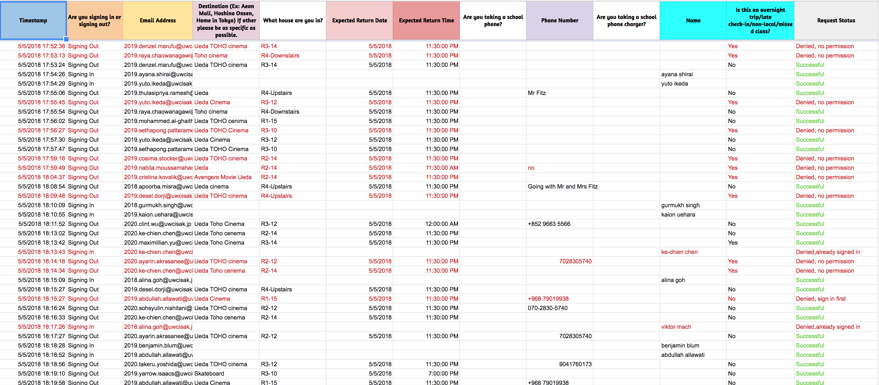 Timestamp Are you signing in or signing out? Email Address Destination (Ex: Aeon Mall, Hoshino Onsen, Home in Tokyo) If other please be as specific as possible. What house are you in? Expected Return Date Expected Return Time Are you taking a school phone? Phone Number Are you taking a school phone charger? Name Is this an overnight trip/late check-in/non-local/missed class? Request Status
5/5/2018 17:52:38 Signing Out 2019.denzel.marufu@uwc Ueda TOHO cinema R3-14 5/5/2018 11:30:00 PM Yes Denied, no permission
5/5/2018 17:53:13 Signing Out 2019.raya.chaowanagawi Toho cinema R4-Downstairs 5/5/2018 11:30:00 PM Yes Denied, no permission
5/5/2018 17:53:24 Signing Out 2019.denzel.marufu@uwc Ueda TOHO cinema R3-14 5/5/2018 11:30:00 PM No Successful
5/5/2018 17:54:26 Signing In 2019.ayana.shirai@uwcisak ayana shirai Successful
5/5/2018 17:54:29 Signing In 2019.yuto.ikeda@uwcisak. yuto ikeda Successful
5/5/2018 17:55:06 Signing Out 2019.thulasipriya.ramesh@ Ueda R4-Upstairs 5/5/2018 11:30:00 PM Mr Fitz No Successful
5/5/2018 17:55:45 Signing Out 2019.yuto.ikeda@uwcisak Ueda Cinema R3-12 5/5/2018 11:30:00 PM Yes Denied, no permission
5/5/2018 17:55:54 Signing Out 2019.raya.chaowanagawi Toho cinema R4-Downstairs 5/5/2018 11:30:00 PM No Successful
5/5/2018 17:56:02 Signing Out 2019.mohammed.al-ghaith Ueda TOHO cenima R1-15 5/5/2018 11:30:00 PM No Successful
5/5/2018 17:56:27 Signing Out 2019.sethapong.pattarame Ueda TOHO Cinema R3-10 5/5/2018 11:30:00 PM Yes Denied, no permission
5/5/2018 17:57:30 Signing Out 2019.yuto.ikeda@uwcisak Ueda Cinema R3-12 5/5/2018 11:30:00 PM No Successful
5/5/2018 17:57:47 Signing Out 2019.sethapong.pattarame Ueda TOHO cinema R3-10 5/5/2018 11:30:00 PM No Successful
5/5/2018 17:59:16 Signing Out 2019.cosima.stocker@uwc Ueda TOHO cinema R2-14 5/5/2018 11:30:00 PM Yes Denied, no permission
5/5/2018 17:59:49 Signing Out 2019.nabila.moussamaha Ueda R2-14 5/5/2018 11:30:00 PM no Yes Denied, no permission
5/5/2018 18:04:37 Signing Out 2019.cristina.kovalik@uwc Avengers Movie Ueda R2-14 5/5/2018 11:30:00 PM Yes Denied, no permission
5/5/2018 18:08:54 Signing Out 2018.apoorba.misra@uwc Ueda cinema R4-Upstairs 5/5/2018 11:30:00 PM Going with Mr and Mrs Fitz No Successful
5/5/2018 18:09:48 Signing Out 2019.desel.dorji@uwcisak Ueda TOHO cinema R4-Upstairs 5/5/2018 11:30:00 PM Yes Denied, no permission
5/5/2018 18:10:09 Signing In 2018.gurmukh.singh@uwc gurmukh singh Successful
5/5/2018 18:10:55 Signing In 2019.kaion.uehara@uwcis kaion uehara Successful
5/5/2018 18:11:52 Signing Out 2020.clint.wu@uwcisak.jp Ueda Toho Cinema R3-12 5/5/2018 12:00:00 AM +852 9663 5566 No Successful
5/5/2018 18:13:02 Signing Out 2020.ke-chien.chen@uwci Ueda Toho cenema R2-14 5/5/2018 11:30:00 PM No Successful
5/5/2018 18:13:42 Signing Out 2020.maximillian.yu@uwc Ueda TOHO cinema R3-14 5/5/2018 11:30:00 PM Yes Successful
5/5/2018 18:13:43 Signing In 2020.ke-chien.chen@uwcisak. ke-chien chen Denied,already signed in
5/5/2018 18:14:18 Signing Out 2020.ayarin.akrasanee@u Ueda TOHO cinema R2-12 5/5/2018 11:30:00 PM 7028305740 Yes Denied, no permission
5/5/2018 18:14:34 Signing Out 2020.ke-chien.chen@uwci Ueda Toho cinema R2-14 5/5/2018 11:30:00 PM Yes Denied, no permission
5/5/2018 18:15:09 Signing In 2018.alina.goh@uwcisak.j alina goh Successful
5/5/2018 18:15:27 Signing Out 2019.desel.dorji@uwcisak Ueda TOHO cinema R4-Upstairs 5/5/2018 11:30:00 PM No Successful
5/5/2018 18:15:27 Signing Out 2019.abdullah.allawati@u Ueda Cinema R1-15 5/5/2018 11:30:00 PM +968 79019938 No Denied, sign in first
5/5/2018 18:16:24 Signing Out 2020.sohsyulin.nishitani@ Ueda Toho Cinema R2-12 5/5/2018 11:30:00 PM 070-2830-5740 No Successful
5/5/2018 18:16:33 Signing Out 2020.ke-chien.chen@uwci Ueda Toho cenema R2-14 5/5/2018 11:30:00 PM No Successful
5/5/2018 18:17:26 Signing In 2018.alina.goh@uwcisak.j viktor mach Denied,already signed in
5/5/2018 18:17:27 Signing Out 2020.ayarin.akrasanee@u Ueda TOHO cinema R2-12 5/5/2018 11:30:00 PM 7028305740 No Successful
5/5/2018 18:18:28 Signing In 2019.benjamin.blum@uwc benjamin blum Successful
5/5/2018 18:18:52 Signing In 2019.abdullah.allawati@uw abdullah allawati Successful
5/5/2018 18:18:56 Signing Out 2020.takeru.yoshida@uwc Ueda TOHO cinema R3-12 5/5/2018 11:30:00 PM 9041760173 No Successful
5/5/2018 18:19:10 Signing Out 2019.yarrow.isaacs@uwci Skateboard R3-10 5/5/2018 7:00:00 PM No Successful
5/5/2018 18:19:58 Signing Out 2019.abdullah.allawati@u Ueda Cinema R1-15 5/5/2018 11:30:00 PM +968 79019938 No Successful